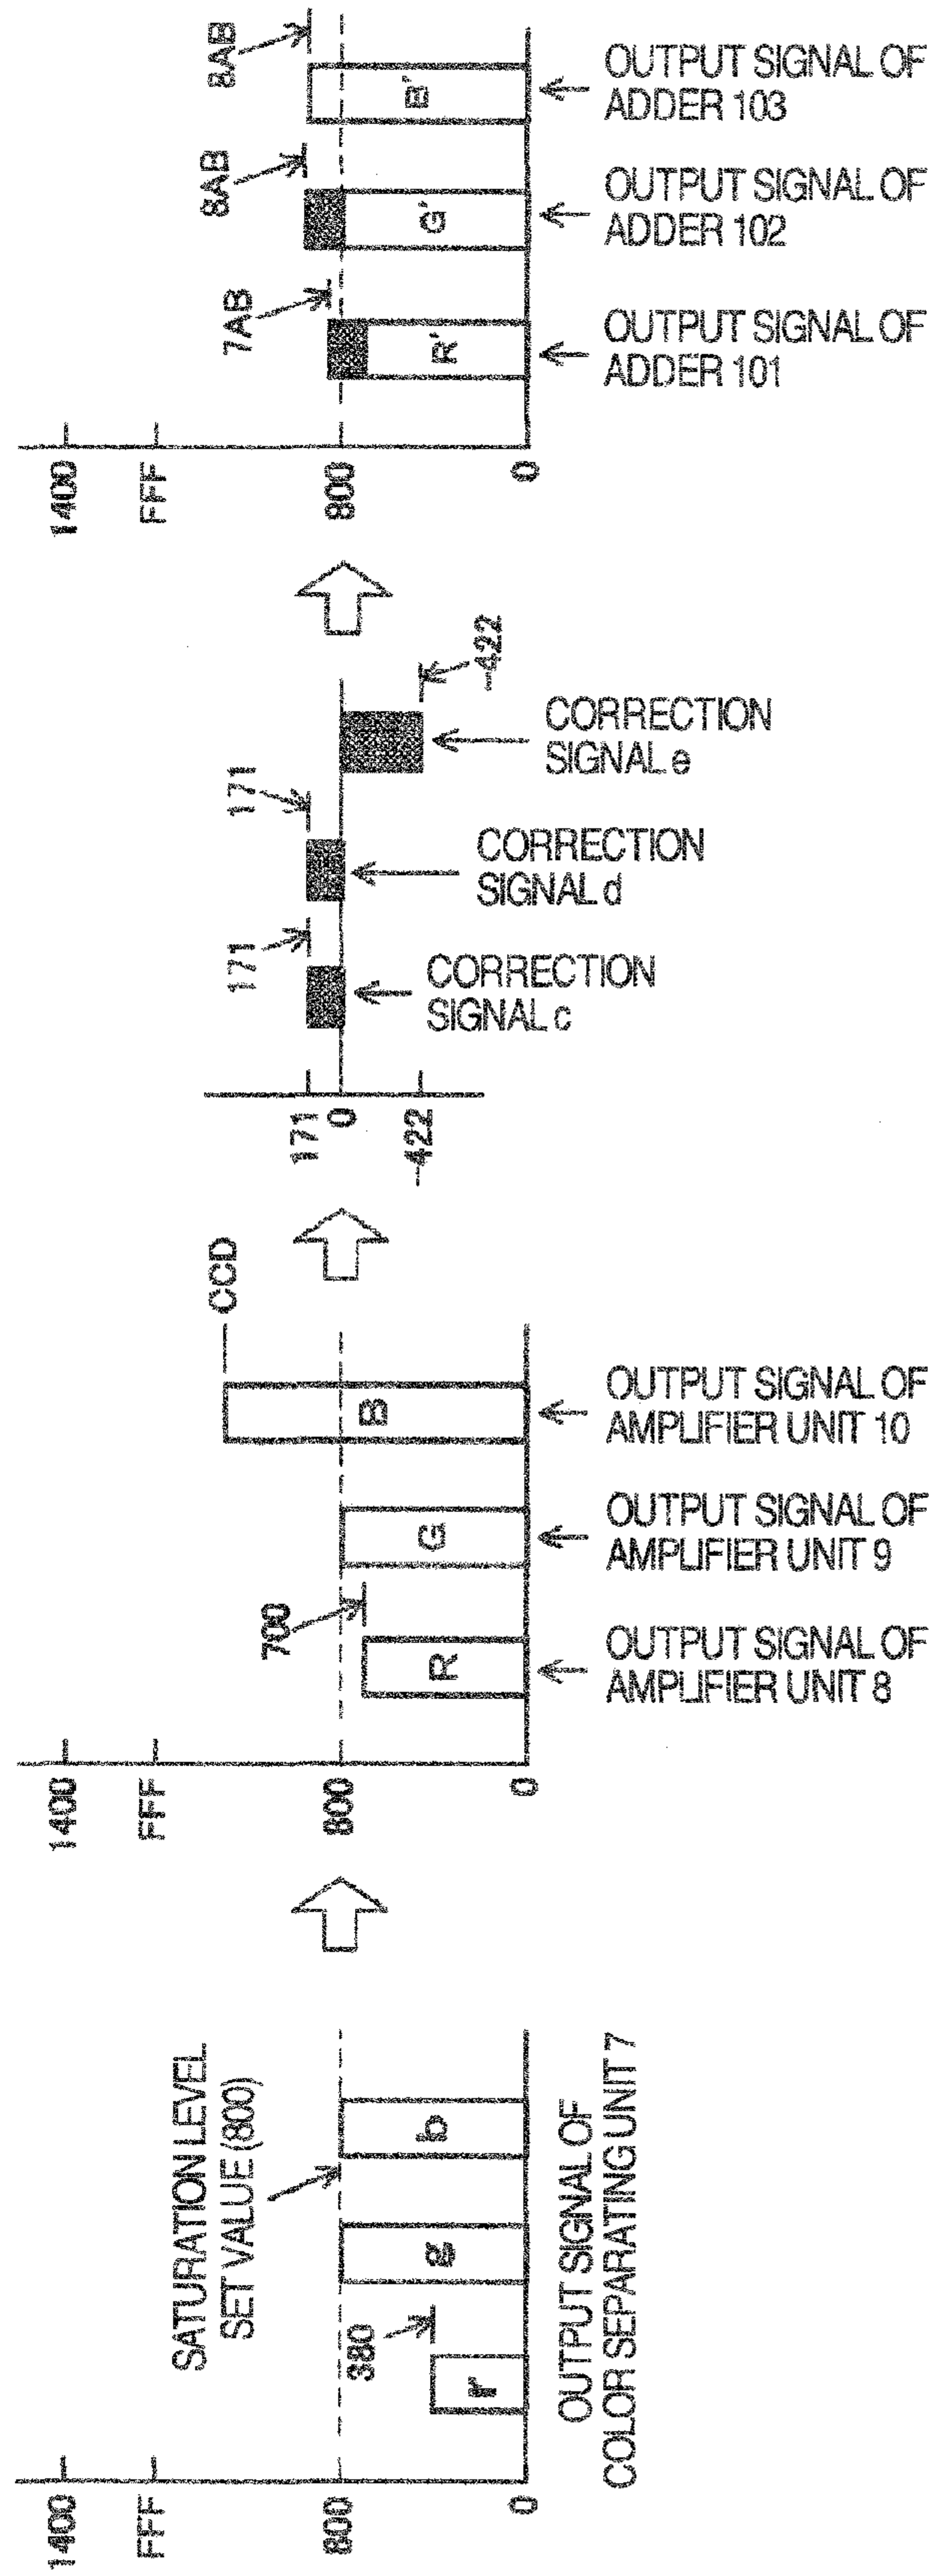 1400
FFF
800
0
SATURATION LEVEL
SET VALUE (800)
380
r
g
b
OUTPUT SIGNAL OF
COLOR SEPARATING UNIT 7
1400
FFF
800
0
700
CCD
R
G
B
OUTPUT SIGNAL OF
AMPLIFIER UNIT 8
OUTPUT SIGNAL OF
AMPLIFIER UNIT 9
OUTPUT SIGNAL OF
AMPLIFIER UNIT 10
171
0
-422
171
171
-422
CORRECTION
SIGNAL c
CORRECTION
SIGNAL d
CORRECTION
SIGNAL e
1400
FFF
800
0
7AB
8AB
8AB
R'
G'
B'
OUTPUT SIGNAL OF
ADDER 101
OUTPUT SIGNAL OF
ADDER 102
OUTPUT SIGNAL OF
ADDER 103